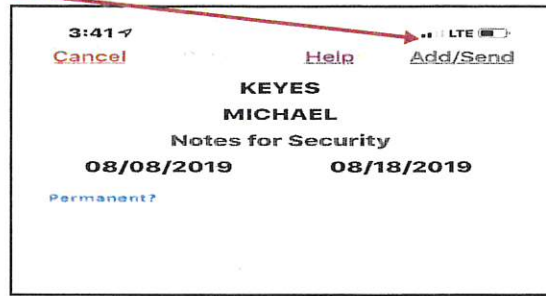 3:41 LTE
Cancel Help Add/Send
KEYES
MICHAEL
Notes for Security
08/08/2019 08/18/2019
Permanent?